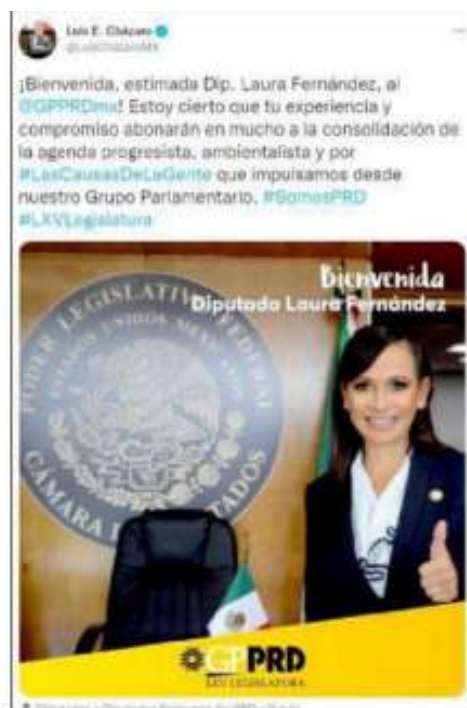 Luis E. Cházaro
¡Bienvenida, estimada Dip. Laura Fernández, al
@GPPRDmx! Estoy cierto que tu experiencia y
compromiso abonarán en mucho a la consolidación de
la agenda progresista, ambientalista y por
#LasCausasDeLaGente que impulsamos desde
nuestro Grupo Parlamentario. #SomosPRD
#LXVLegislatura
Bienvenida
Diputada Laura Fernández
PODER LEGISLATIVO FEDERAL
ESTADOS UNIDOS MEXICANOS
CÁMARA DE DIPUTADOS
GPPRD
LXV LEGISLATURA